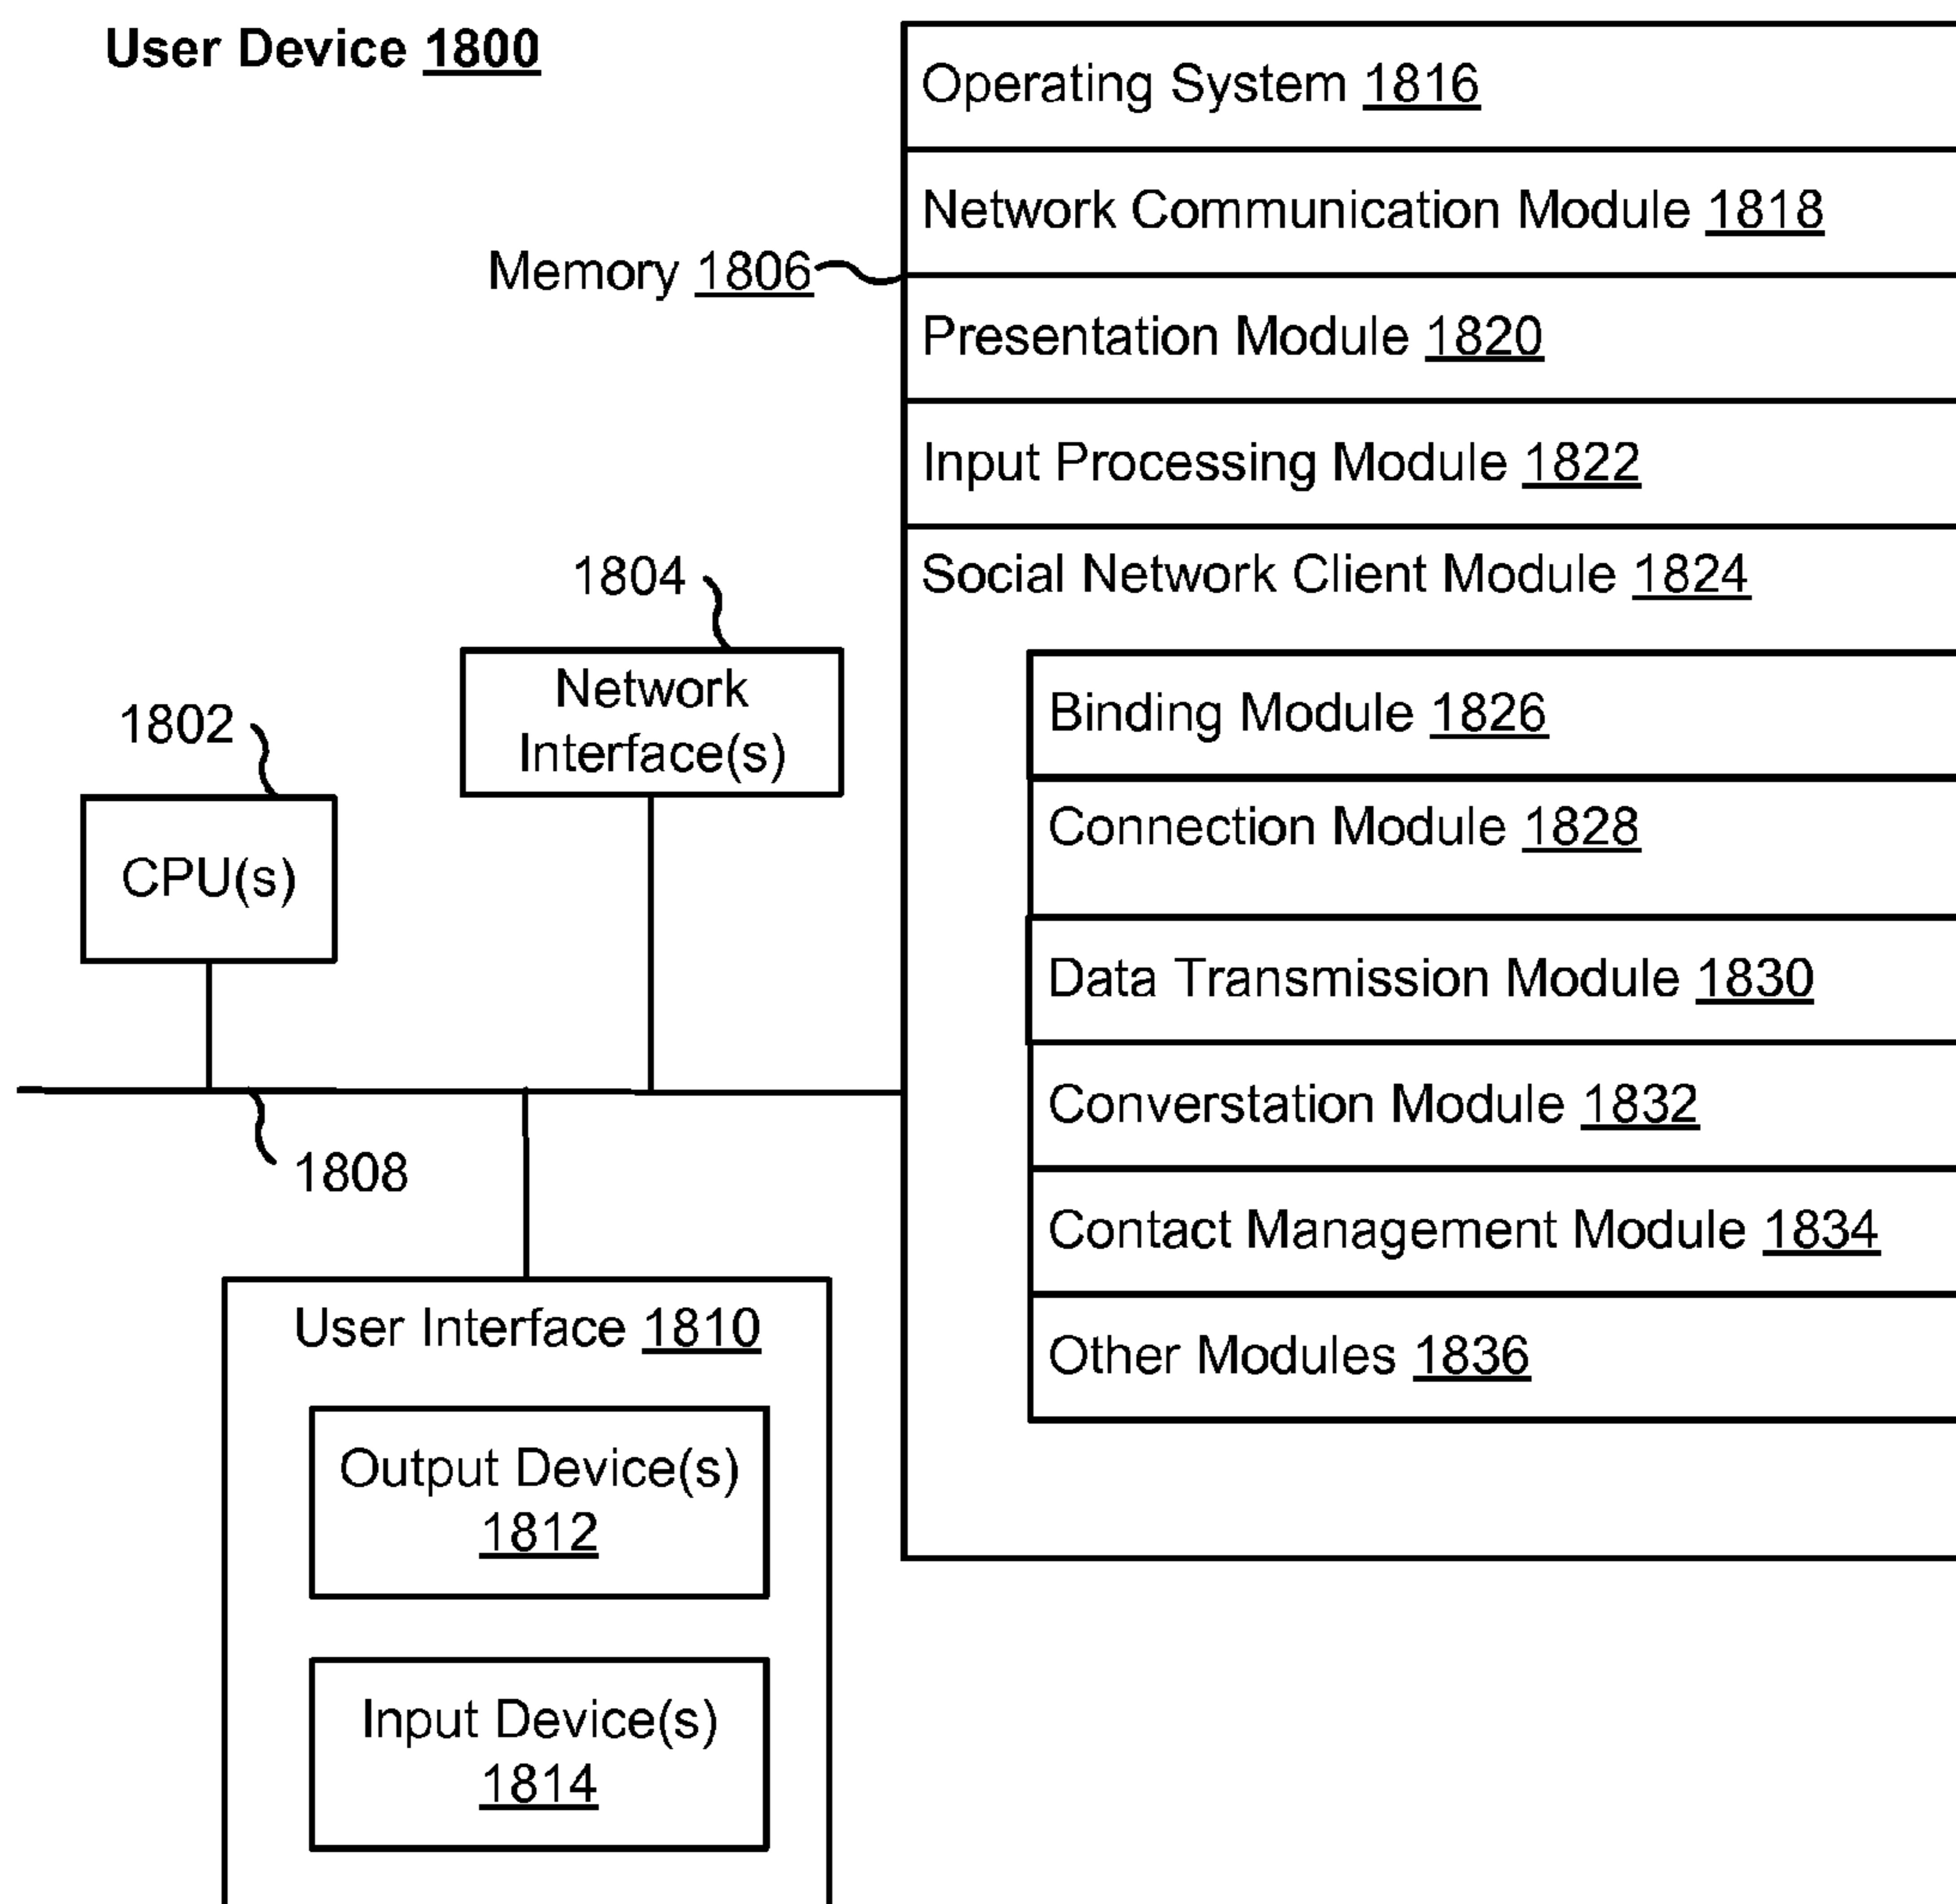 User Device 1800
Operating System 1816
Network Communication Module 1818
Memory 1806
Presentation Module 1820
Input Processing Module 1822
Social Network Client Module 1824
1804
Network
Interface(s)
1802
CPU(s)
Binding Module 1826
Connection Module 1828
Data Transmission Module 1830
Converstation Module 1832
1808
Contact Management Module 1834
Other Modules 1836
User Interface 1810
Output Device(s)
1812
Input Device(s)
1814